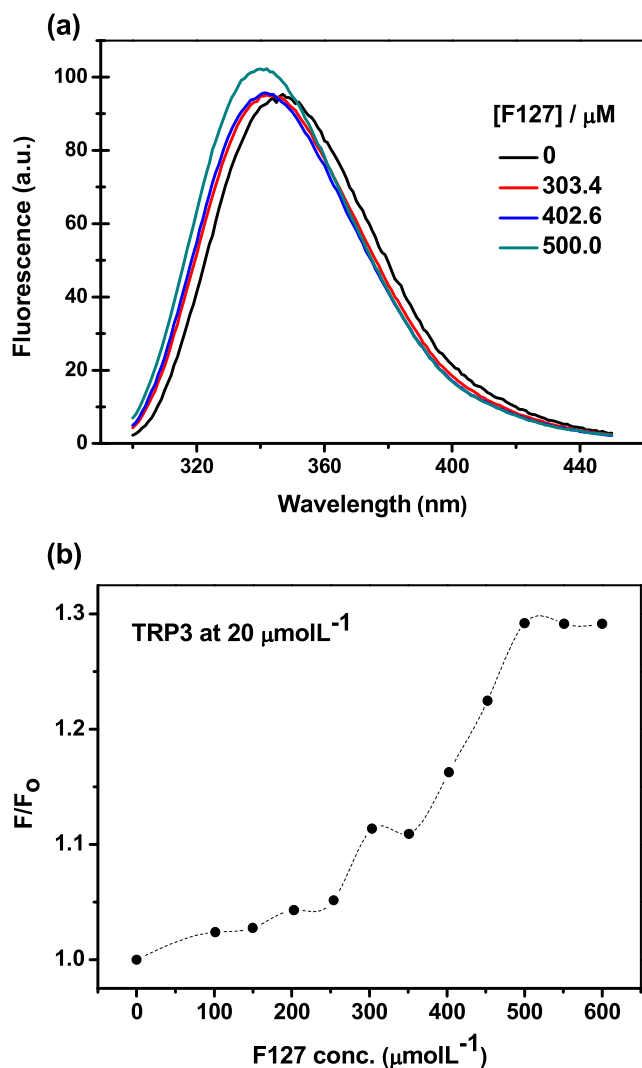 (a)
100
80
60
40
20
0
Fluorescence (a.u.)
[F127] / μM
0
303.4
402.6
500.0
320 360 400 440
Wavelength (nm)
(b)
1.3
1.2
1.1
1.0
F/Fo
TRP3 at 20 μmolL-1
0 100 200 300 400 500 600
F127 conc. (μmolL-1)